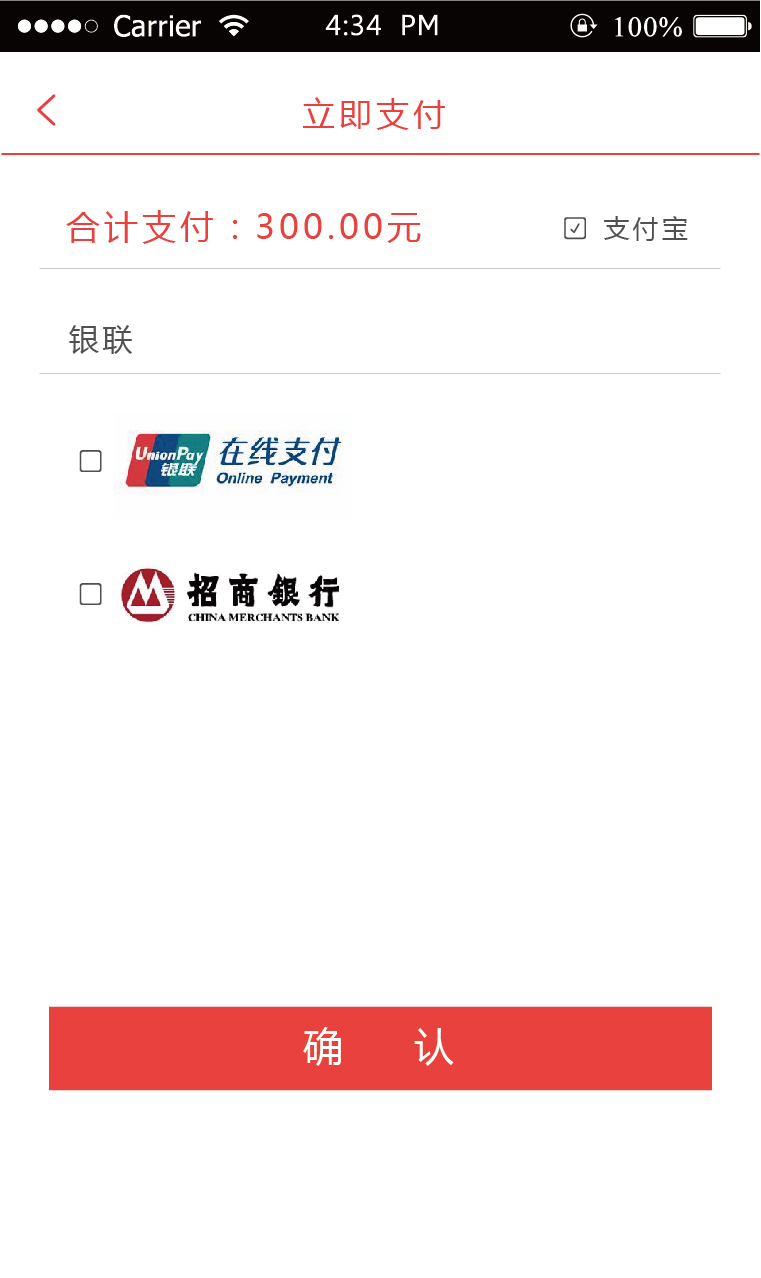 Carrier 4:34 PM 100%
立即支付
合计支付：300.00元 支付宝
银联
UnionPay 银联 在线支付
Online Payment
招商銀行
CHINA MERCHANTS BANK
确 认